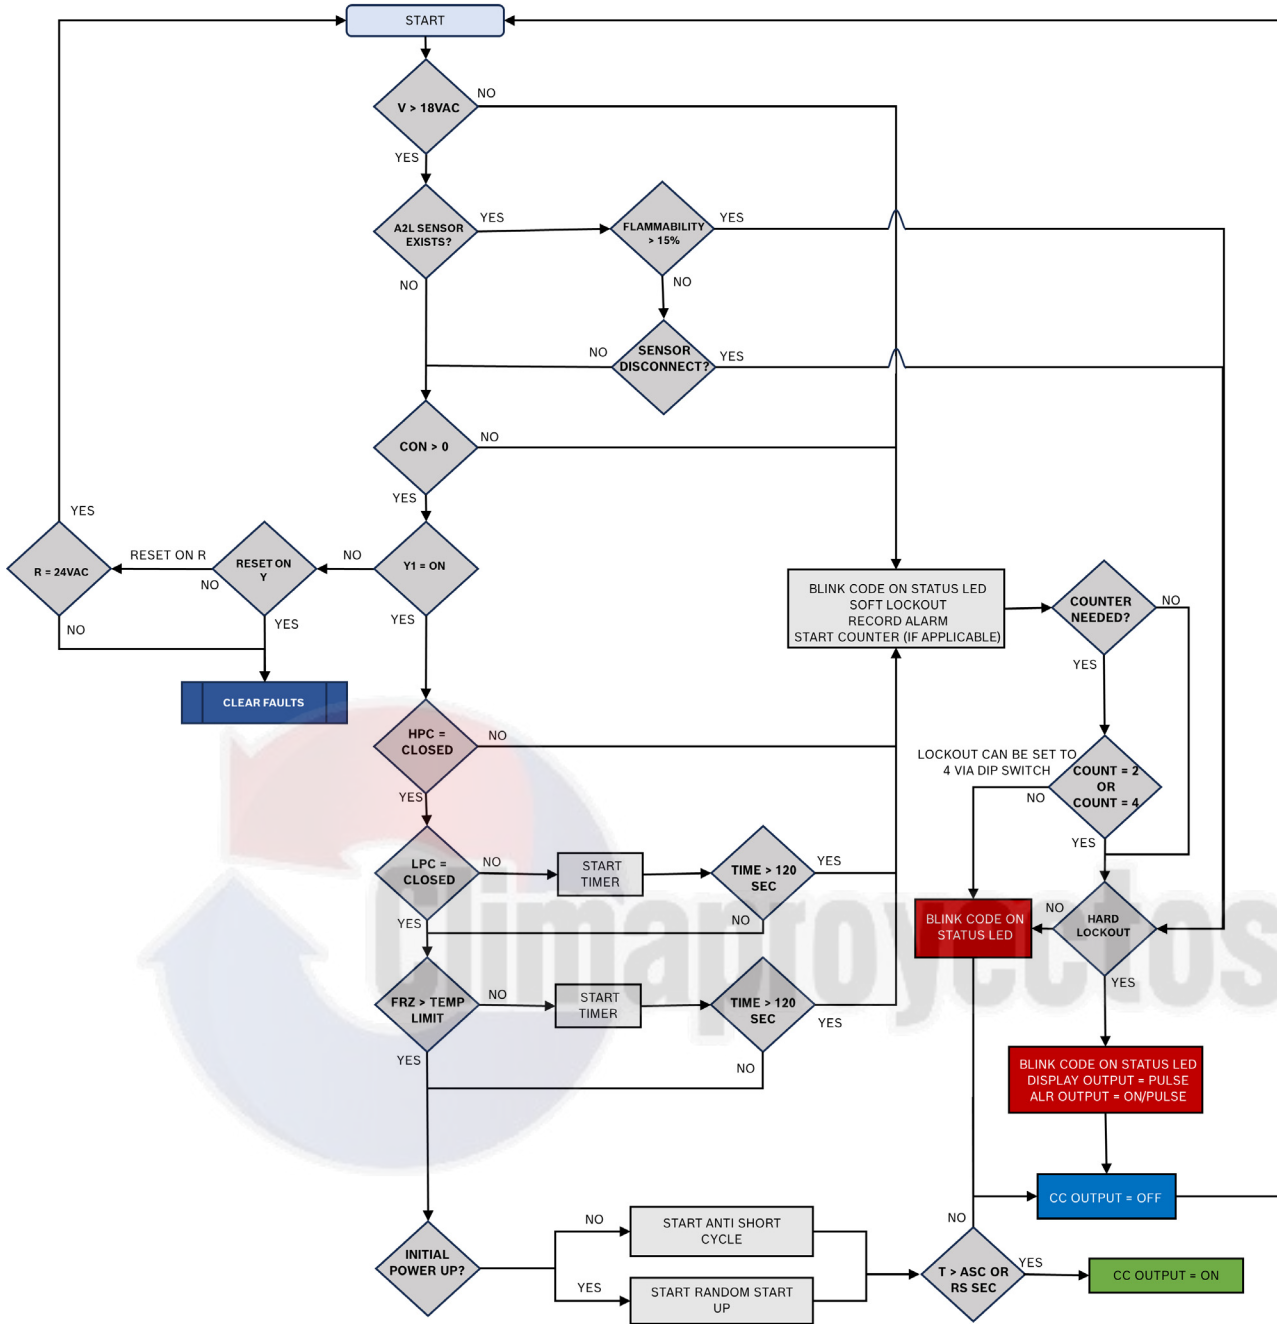 START
V > 18VAC
NO
YES
A2L SENSOR
EXISTS?
YES
NO
FLAMMABILITY
> 15%
YES
NO
SENSOR
DISCONNECT?
NO
YES
CON > 0
NO
YES
Y1 = ON
NO
YES
RESET ON
Y
RESET ON R
NO
YES
R = 24VAC
YES
NO
CLEAR FAULTS
BLINK CODE ON STATUS LED
SOFT LOCKOUT
RECORD ALARM
START COUNTER (IF APPLICABLE)
COUNTER
NEEDED?
NO
YES
HPC =
CLOSED
NO
YES
LOCKOUT CAN BE SET TO
4 VIA DIP SWITCH
COUNT = 2
OR
COUNT = 4
NO
YES
LPC =
CLOSED
NO
YES
START
TIMER
TIME > 120
SEC
YES
NO
BLINK CODE ON
STATUS LED
NO
HARD
LOCKOUT
YES
FRZ > TEMP
LIMIT
NO
YES
START
TIMER
TIME > 120
SEC
YES
NO
BLINK CODE ON STATUS LED
DISPLAY OUTPUT = PULSE
ALR OUTPUT = ON/PULSE
CC OUTPUT = OFF
INITIAL
POWER UP?
NO
YES
START ANTI SHORT
CYCLE
START RANDOM START
UP
NO
T > ASC OR
RS SEC
YES
CC OUTPUT = ON
Climaproyectos